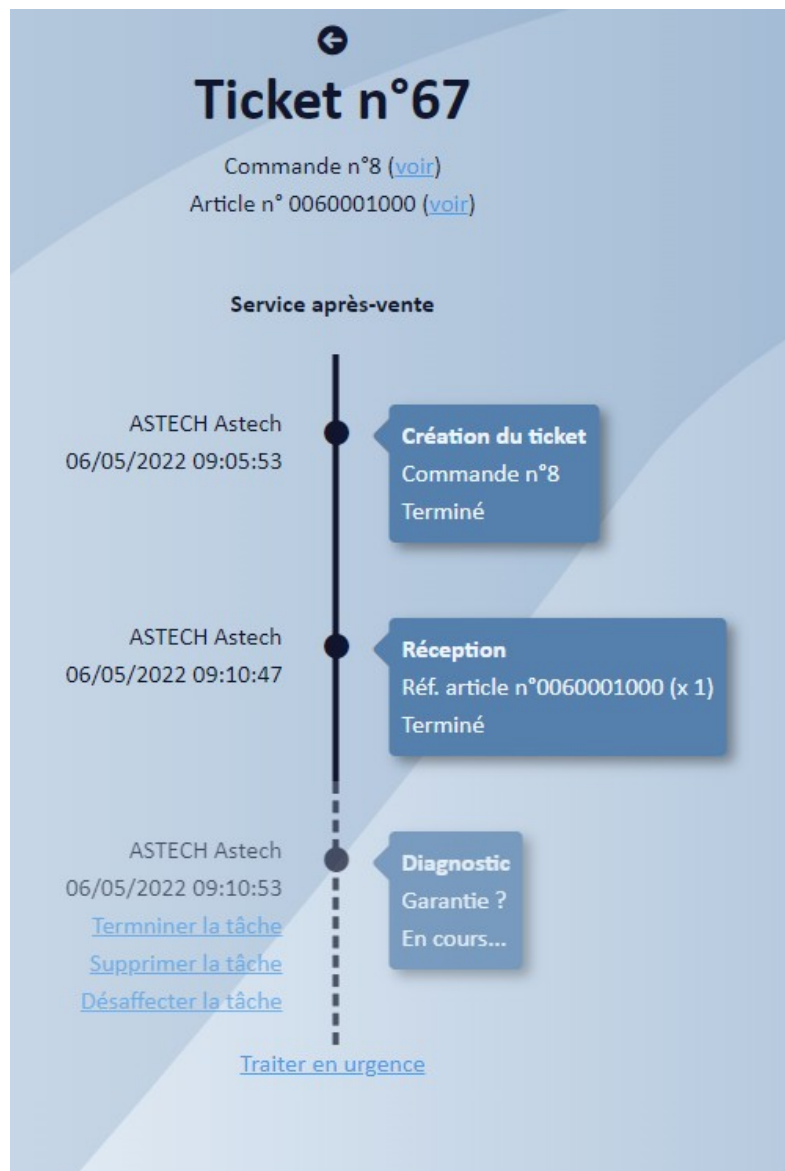 Ticket n°67
Commande n°8 (voir)
Article n° 0060001000 (voir)
Service après-vente
ASTECH Astech
06/05/2022 09:05:53
Création du ticket
Commande n°8
Terminé
ASTECH Astech
06/05/2022 09:10:47
Réception
Réf. article n°0060001000 (x 1)
Terminé
ASTECH Astech
06/05/2022 09:10:53
Termniner la tâche
Supprimer la tâche
Désaffecter la tâche
Diagnostic
Garantie ?
En cours...
Traiter en urgence